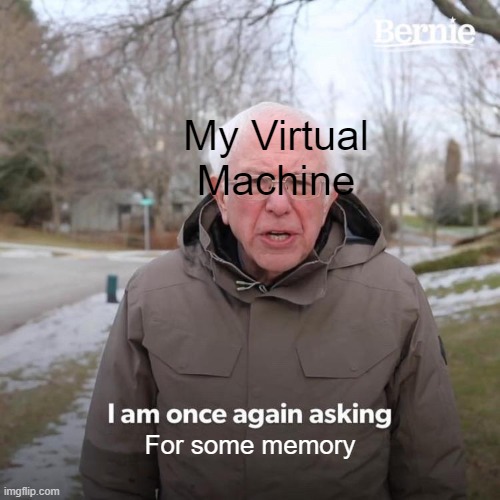 Bernie
My Virtual
Machine
I am once again asking
For some memory
imgflip.com